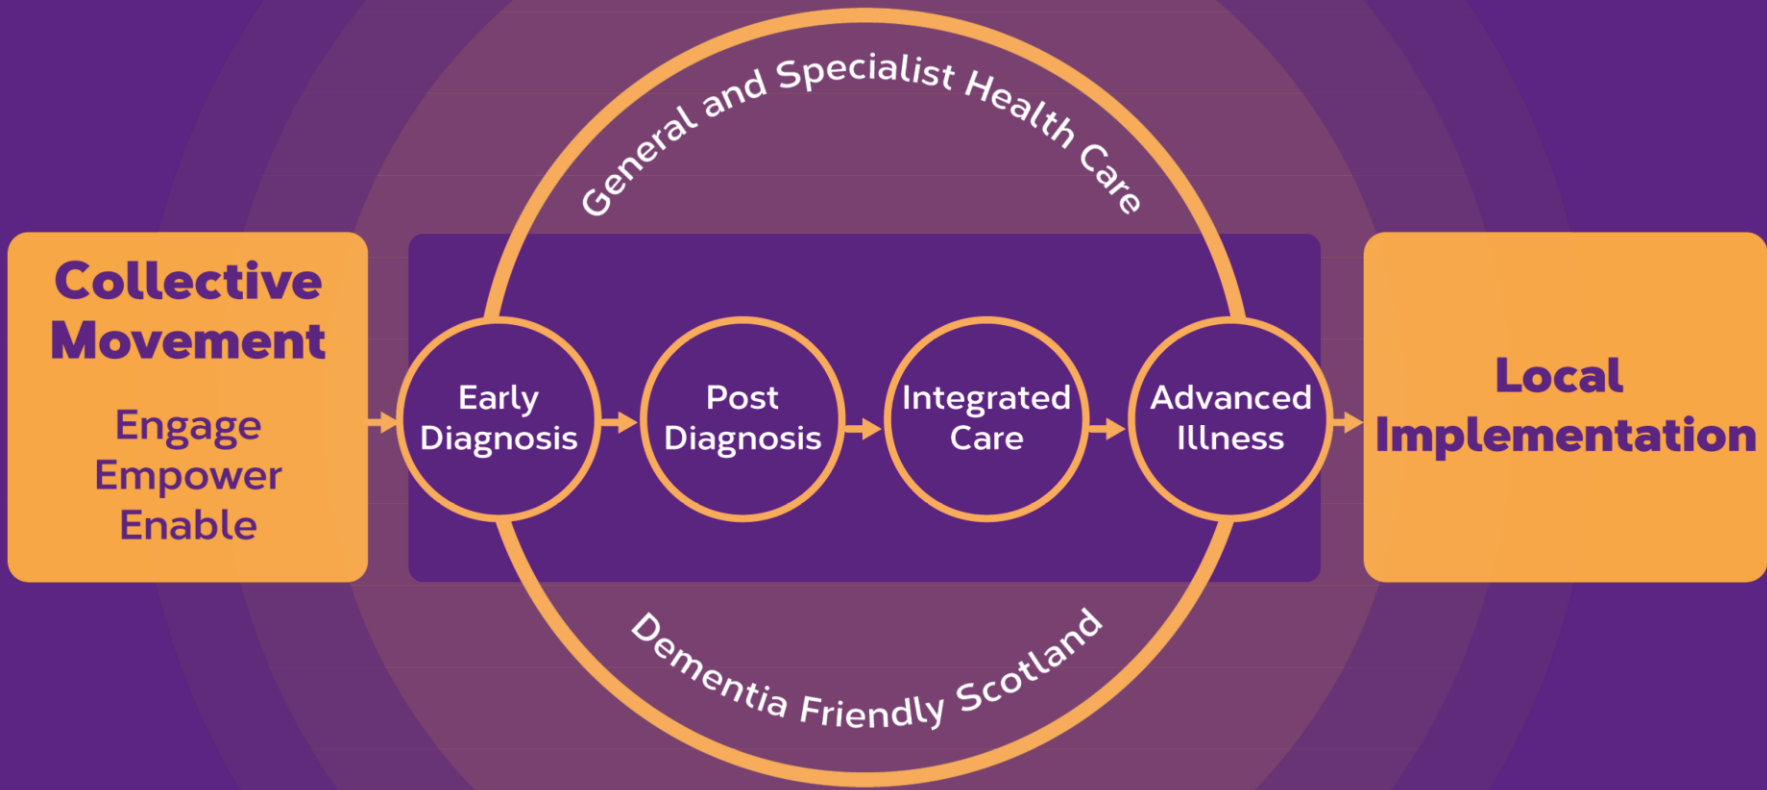 General and Specialist Health Care
Collective
Movement
Engage
Empower
Enable
Early
Diagnosis
Post
Diagnosis
Integrated
Care
Advanced
Illness
Local
Implementation
Dementia Friendly Scotland